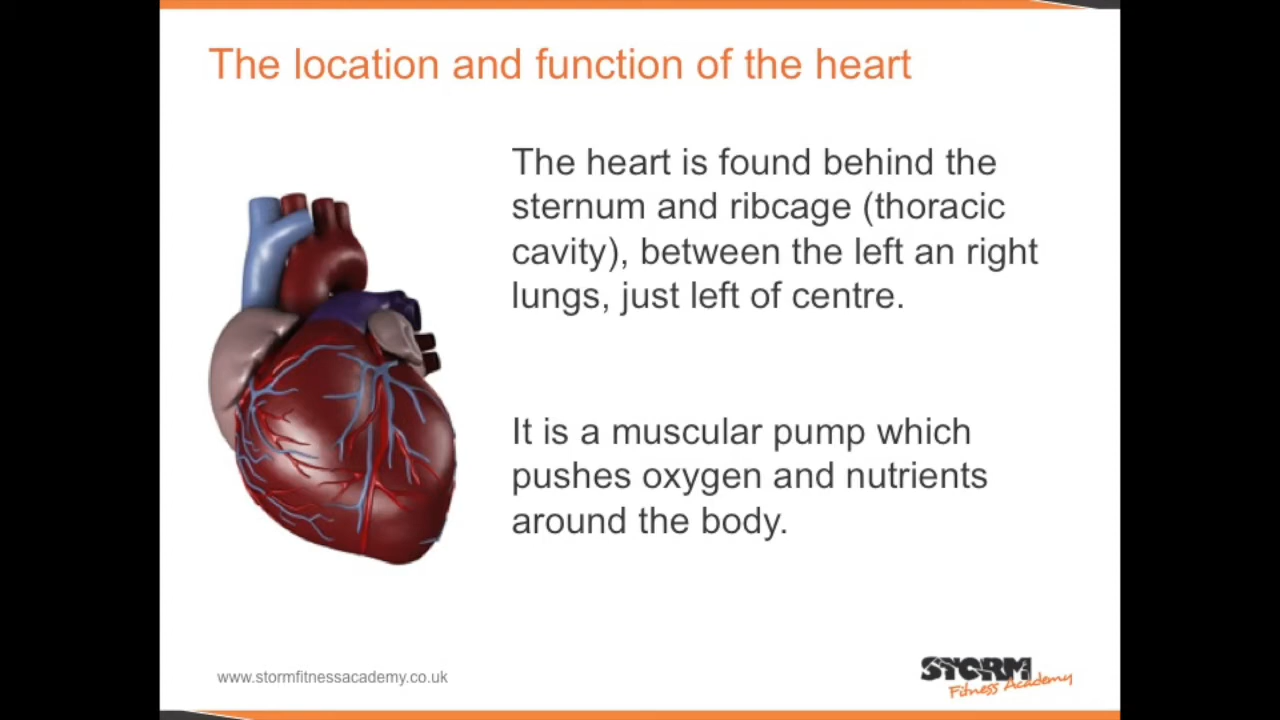 The location and function of the heart
The heart is found behind the
sternum and ribcage (thoracic
cavity), between the left an right
lungs, just left of centre.
It is a muscular pump which
pushes oxygen and nutrients
around the body.
www.stormfitnessacademy.co.uk
STORM
Fitness Academy